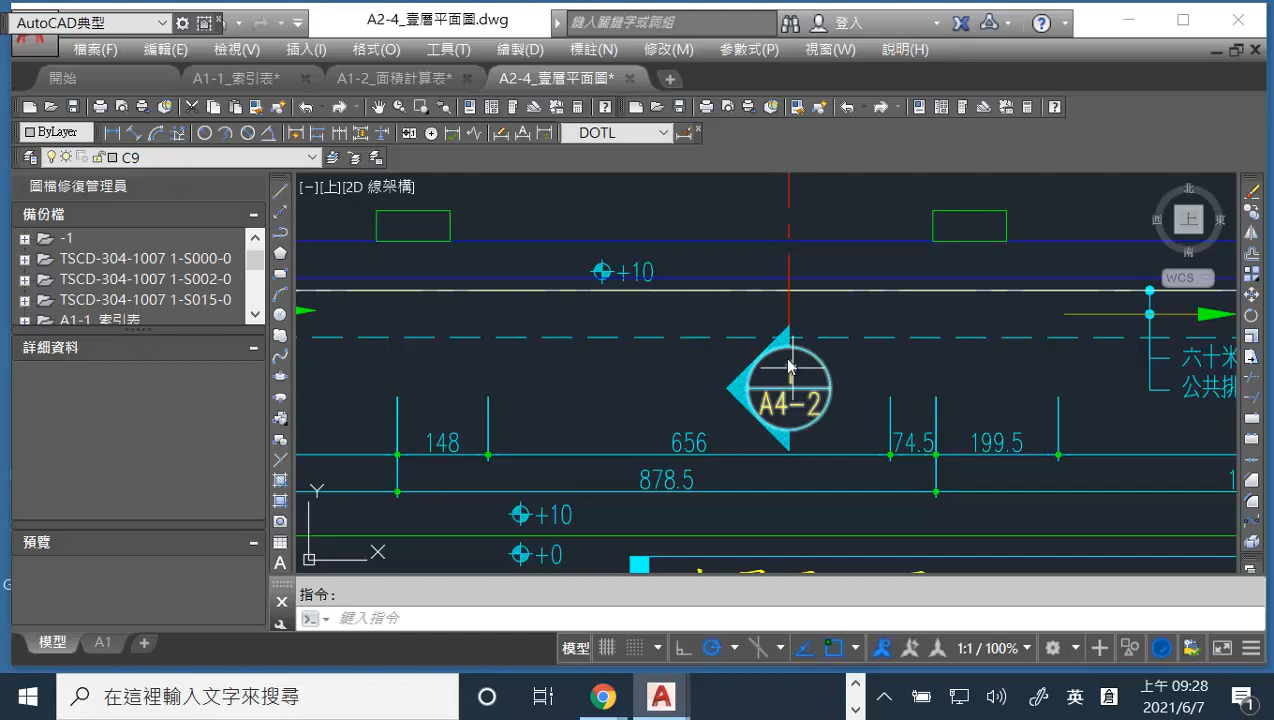 AutoCAD典型
A2-4_壹層平面圖.dwg
鍵入關鍵字或詞組
登入
檔案(F) 編輯(E) 檢視(V) 插入(I) 格式(O) 工具(T) 繪製(D) 標註(N) 修改(M) 參數式(P) 視窗(W) 說明(H)
開始 A1-1_索引表* A1-2_面積計算表* A2-4_壹層平面圖*
ByLayer DOTL
C9
圖檔修復管理員
備份檔
-1
TSCD-304-1007 1-S000-0
TSCD-304-1007 1-S002-0
TSCD-304-1007 1-S015-0
A1-1_索引表
詳細資料
預覽
[−][上][2D 線架構]
北
西 上 東
南
WCS
+10
六十米
公共排
A4-2
148 656 74.5 199.5
878.5
Y
+10
X
+0
指令:
鍵入指令
模型 A1
模型 1:1 / 100%
在這裡輸入文字來搜尋
英
上午 09:28
2021/6/7
1